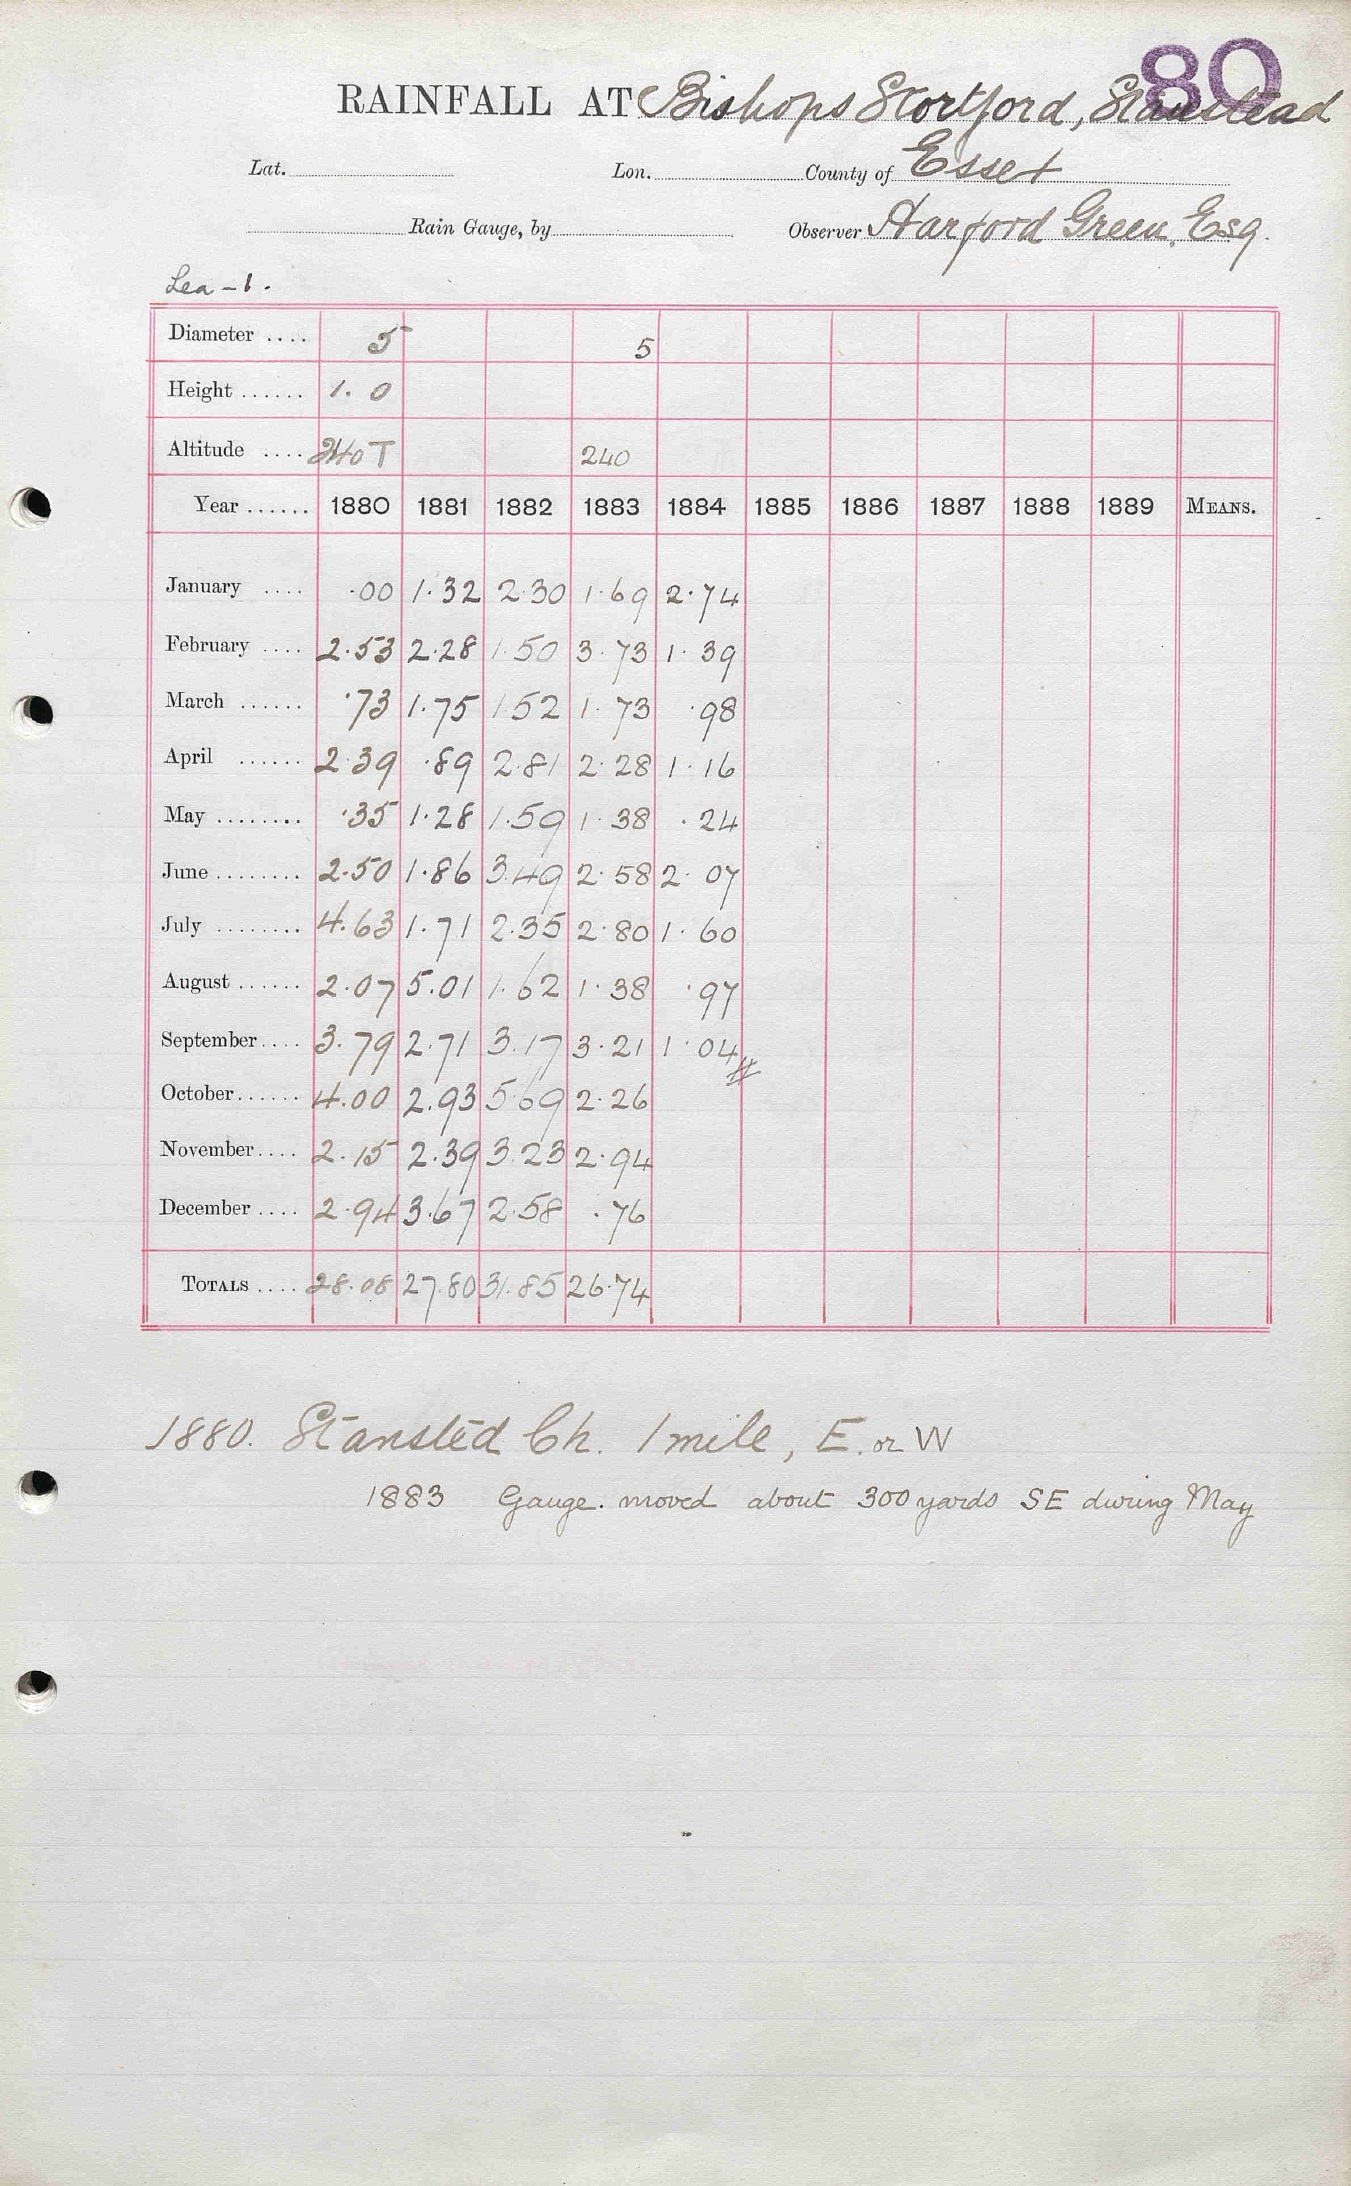 80
RAINFALL AT Bishops Stortford, Stanstead
Lat. Lon. County of Essex
Rain Gauge, by Observer Harford Green, Esq.
Lea - 1.
Diameter .... 5 5
Height ...... 1. 0
Altitude .... 240 T 240
Year ...... 1880 1881 1882 1883 1884 1885 1886 1887 1888 1889 MEANS.
January .... .00 1.32 2.30 1.69 2.74
February .... 2.53 2.28 1.50 3.73 1.39
March ...... .73 1.75 1.52 1.73 .98
April ...... 2.39 .89 2.81 2.28 1.16
May ........ .35 1.28 1.59 1.38 .24
June ........ 2.50 1.86 3.49 2.58 2.07
July ........ 4.63 1.71 2.35 2.80 1.60
August ...... 2.07 5.01 1.62 1.38 .97
September .... 3.79 2.71 3.17 3.21 1.04
October ...... 4.00 2.93 5.69 2.26
November .... 2.15 2.39 3.23 2.94
December .... 2.94 3.67 2.58 .76
TOTALS .... 28.08 27.80 31.85 26.74
1880. Stansted Ch. 1 mile, E. or W
1883 Gauge. moved about 300 yards SE during May